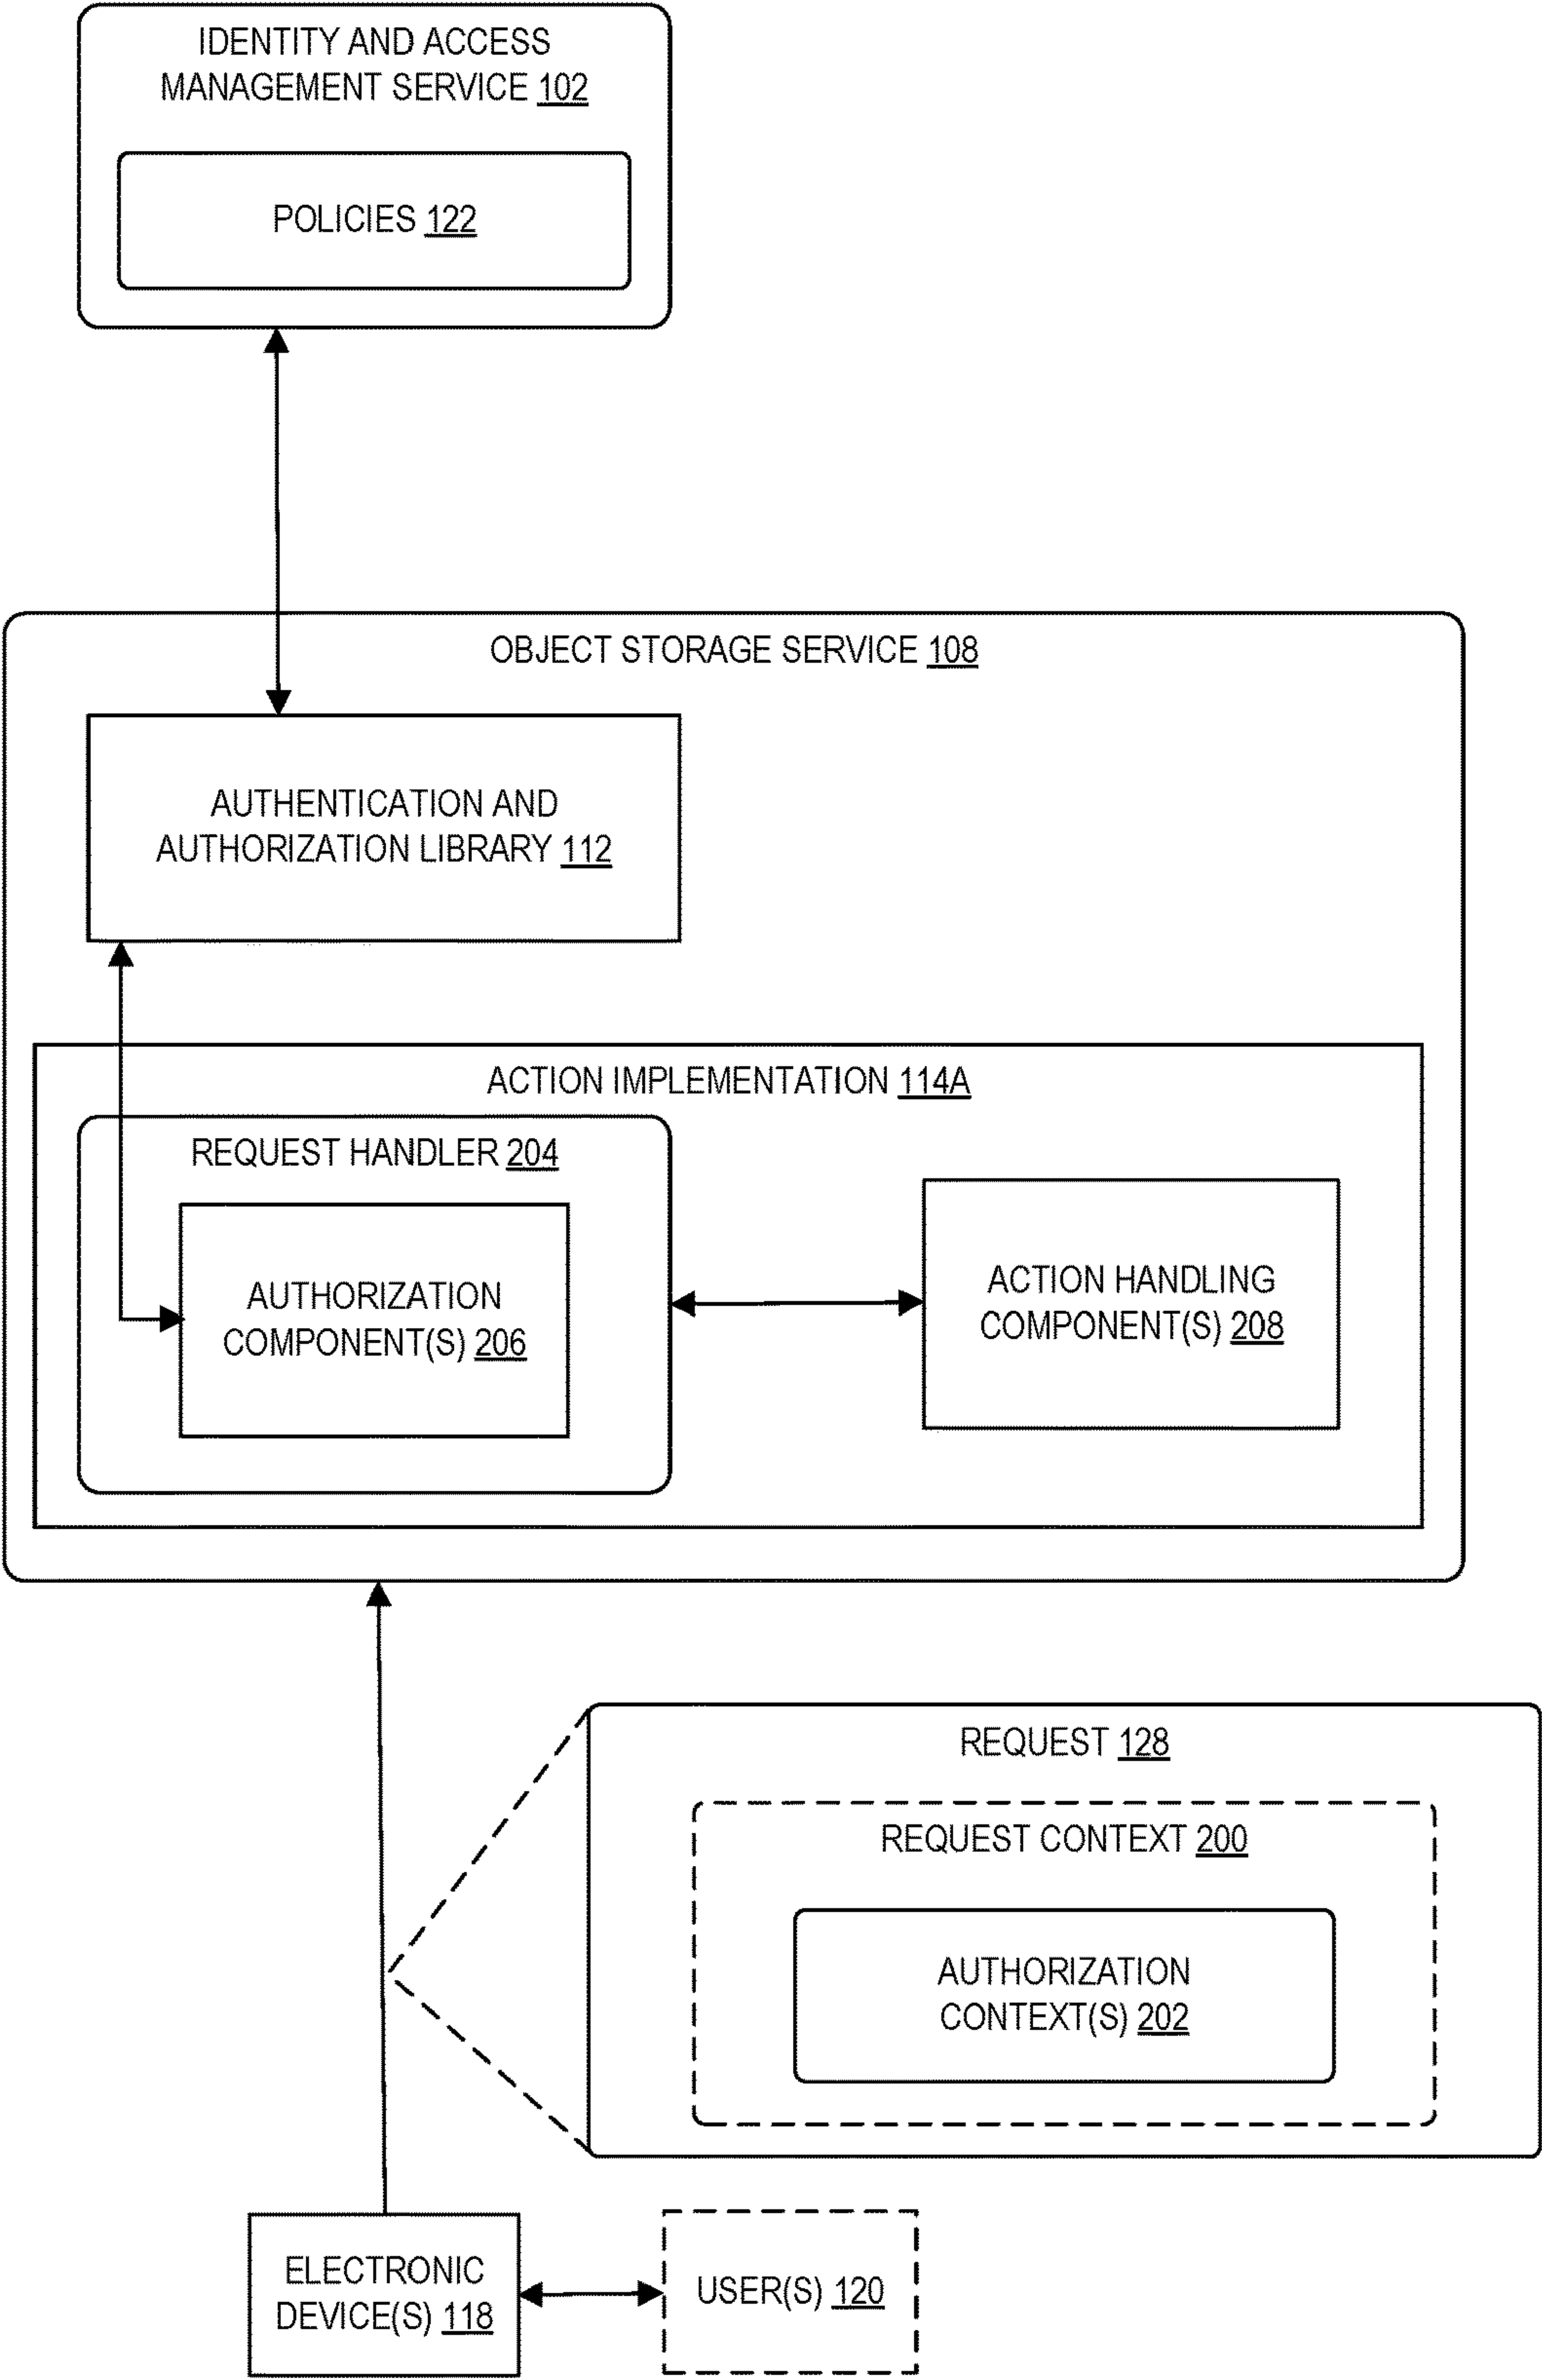 IDENTITY AND ACCESS
MANAGEMENT SERVICE 102
POLICIES 122
OBJECT STORAGE SERVICE 108
AUTHENTICATION AND
AUTHORIZATION LIBRARY 112
ACTION IMPLEMENTATION 114A
REQUEST HANDLER 204
AUTHORIZATION
COMPONENT(S) 206
ACTION HANDLING
COMPONENT(S) 208
REQUEST 128
REQUEST CONTEXT 200
AUTHORIZATION
CONTEXT(S) 202
ELECTRONIC
DEVICE(S) 118
USER(S) 120